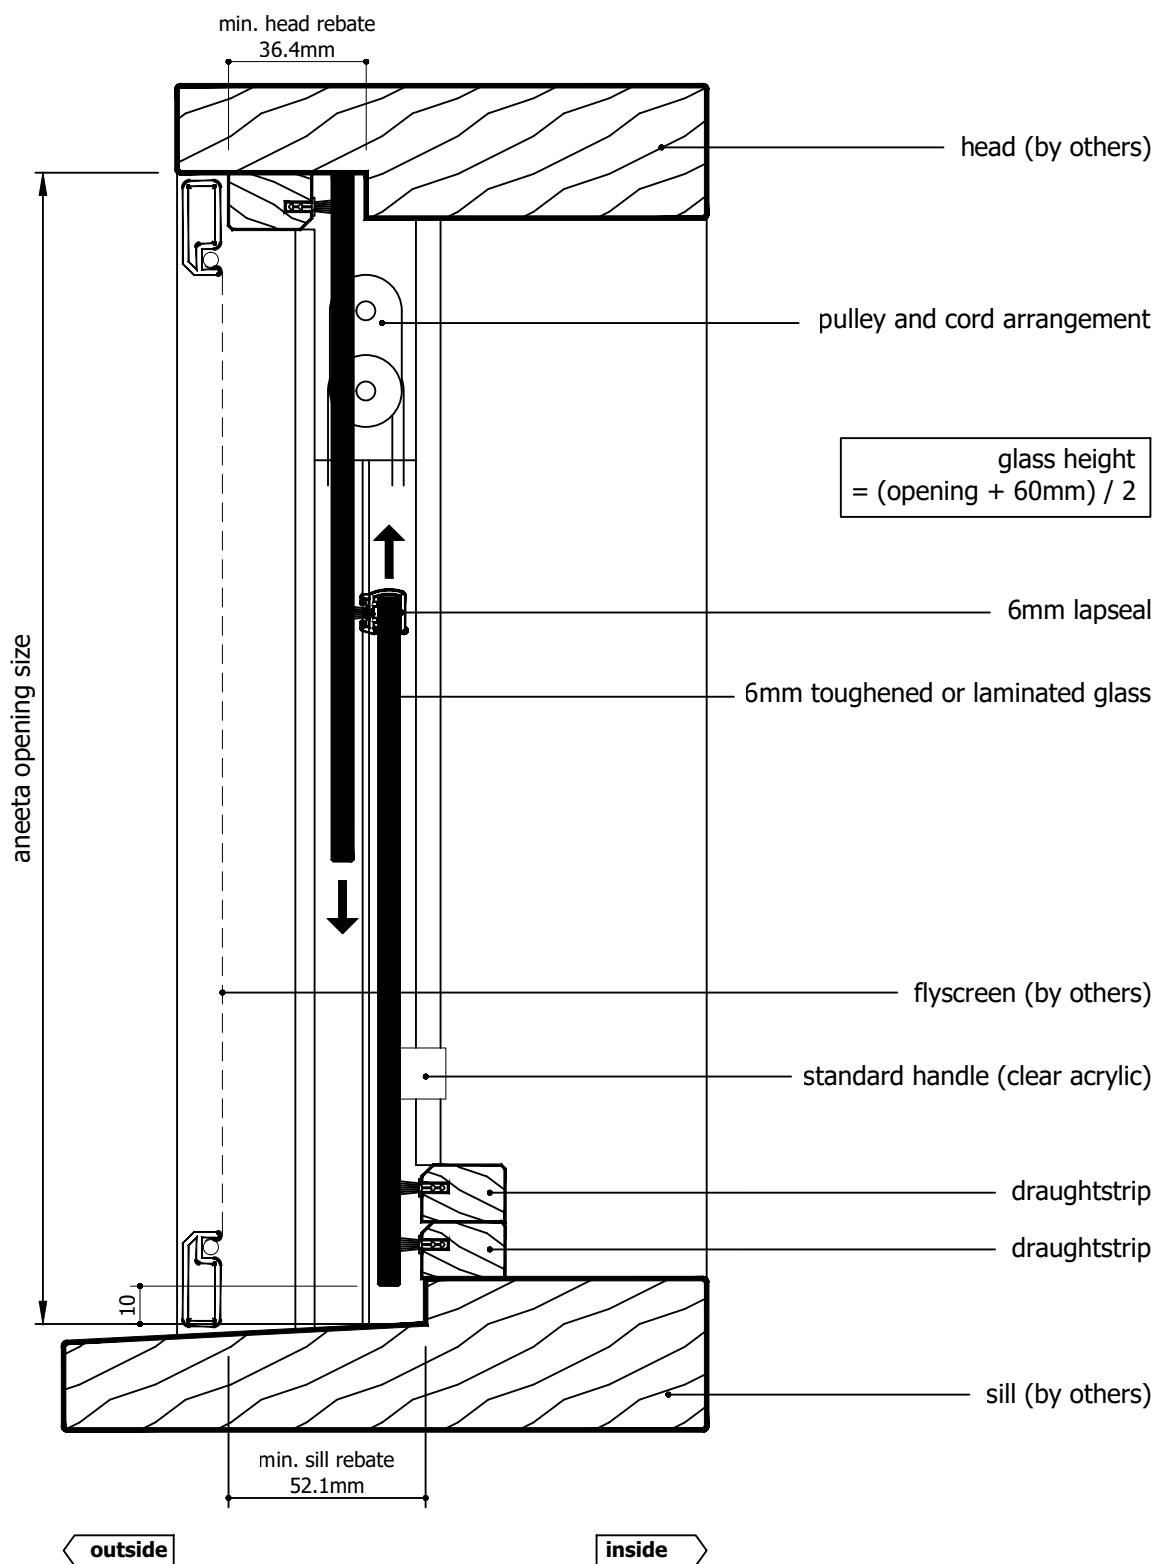 min. head rebate
36.4mm
head (by others)
pulley and cord arrangement
glass height
= (opening + 60mm) / 2
6mm lapseal
6mm toughened or laminated glass
aneeta opening size
flyscreen (by others)
standard handle (clear acrylic)
draughtstrip
draughtstrip
10
sill (by others)
min. sill rebate
52.1mm
outside
inside